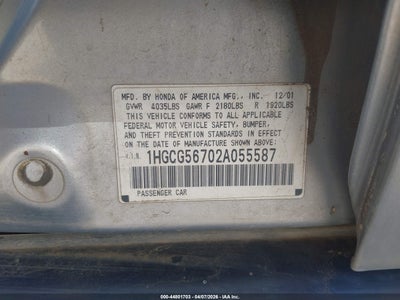 MFD. BY HONDA OF AMERICA MFG., INC. 12/01
GVWR 4035LBS GAWR F 2180LBS R 1920LBS
THIS VEHICLE CONFORMS TO ALL APPLICABLE
FEDERAL MOTOR VEHICLE SAFETY, BUMPER,
AND THEFT PREVENTION STANDARDS IN EFFECT
ON THE DATE OF MANUFACTURE SHOWN ABOVE.
V.I.N. 1HGCG56702A055587
PASSENGER CAR
000-44801703 - 04/07/2026 - IAA